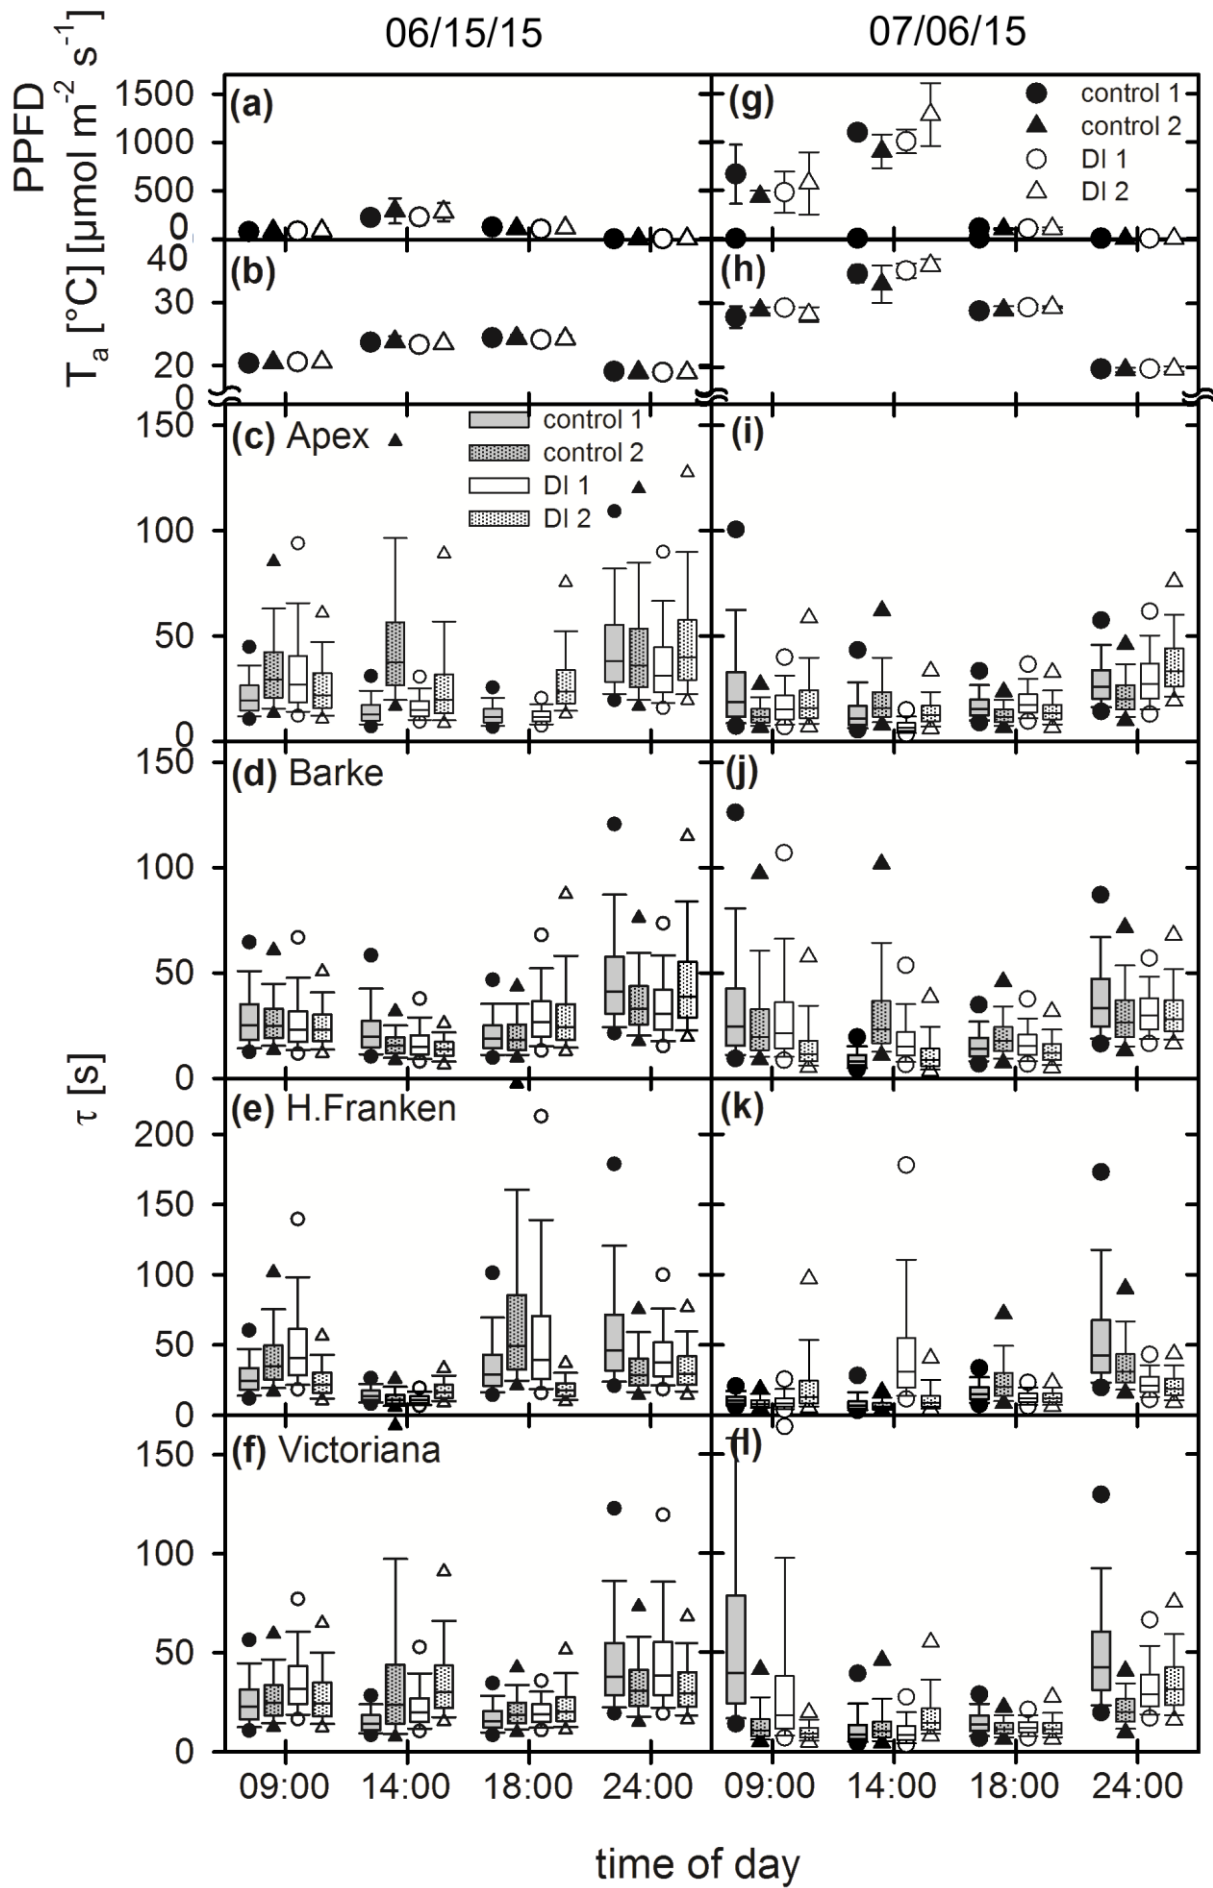 06/15/15 07/06/15
PPFD [µmol m⁻² s⁻¹]
1500
1000
500
0
(a)
(g)
control 1
control 2
DI 1
DI 2
Tₐ [°C]
40
30
20
0
(b)
(h)
τ [s]
150
100
50
0
(c) Apex
control 1
control 2
DI 1
DI 2
(i)
150
100
50
0
(d) Barke
(j)
200
150
100
50
0
(e) H.Franken
(k)
150
100
50
0
(f) Victoriana
(l)
09:00 14:00 18:00 24:00 09:00 14:00 18:00 24:00
time of day